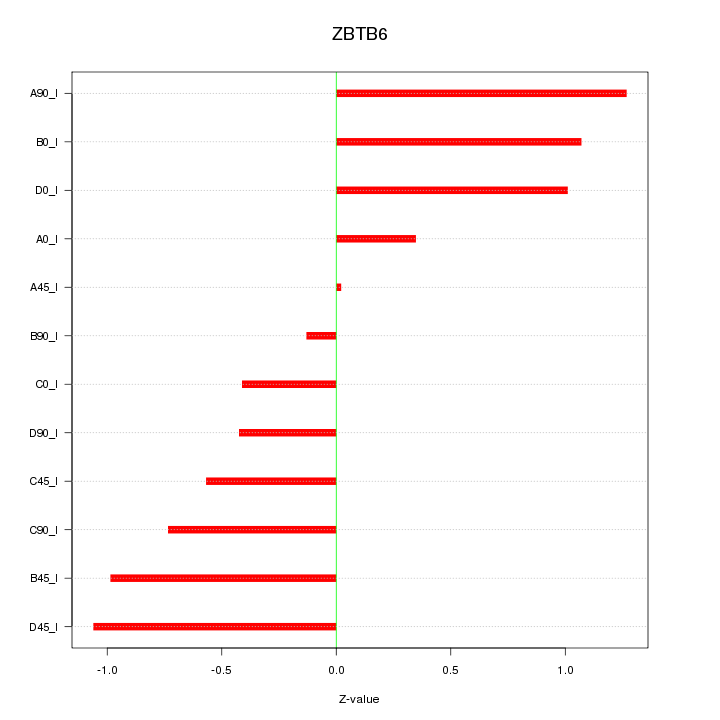 ZBTB6
A90_I
B0_I
D0_I
A0_I
A45_I
B90_I
C0_I
D90_I
C45_I
C90_I
B45_I
D45_I
-1.0 -0.5 0.0 0.5 1.0
Z-value